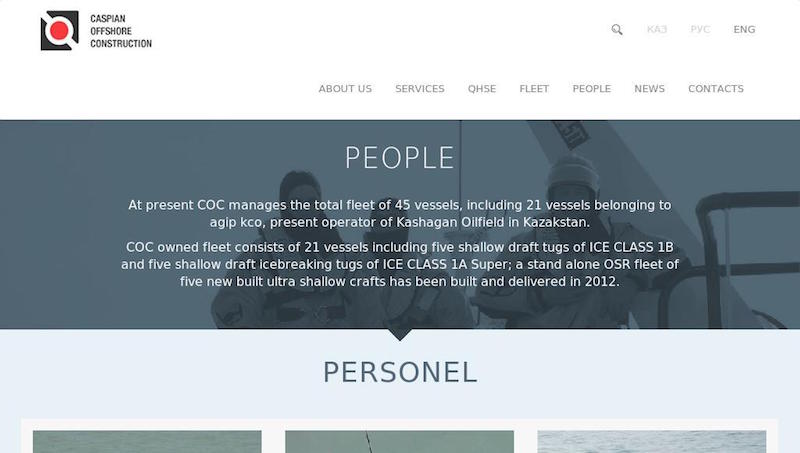 CASPIAN
OFFSHORE
CONSTRUCTION
КАЗ
РУС
ENG
ABOUT US
SERVICES
QHSE
FLEET
PEOPLE
NEWS
CONTACTS
PEOPLE
At present COC manages the total fleet of 45 vessels, including 21 vessels belonging to
agip kco, present operator of Kashagan Oilfield in Kazakstan.
COC owned fleet consists of 21 vessels including five shallow draft tugs of ICE CLASS 1B
and five shallow draft icebreaking tugs of ICE CLASS 1A Super; a stand alone OSR fleet of
five new built ultra shallow crafts has been built and delivered in 2012.
PERSONEL